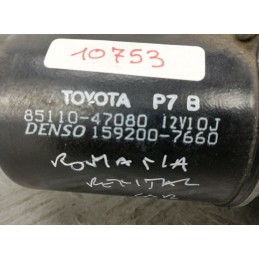 10753
TOYOTA P7 B
85110-47080 12V10J
DENSO 159200-7660
ROMANIA